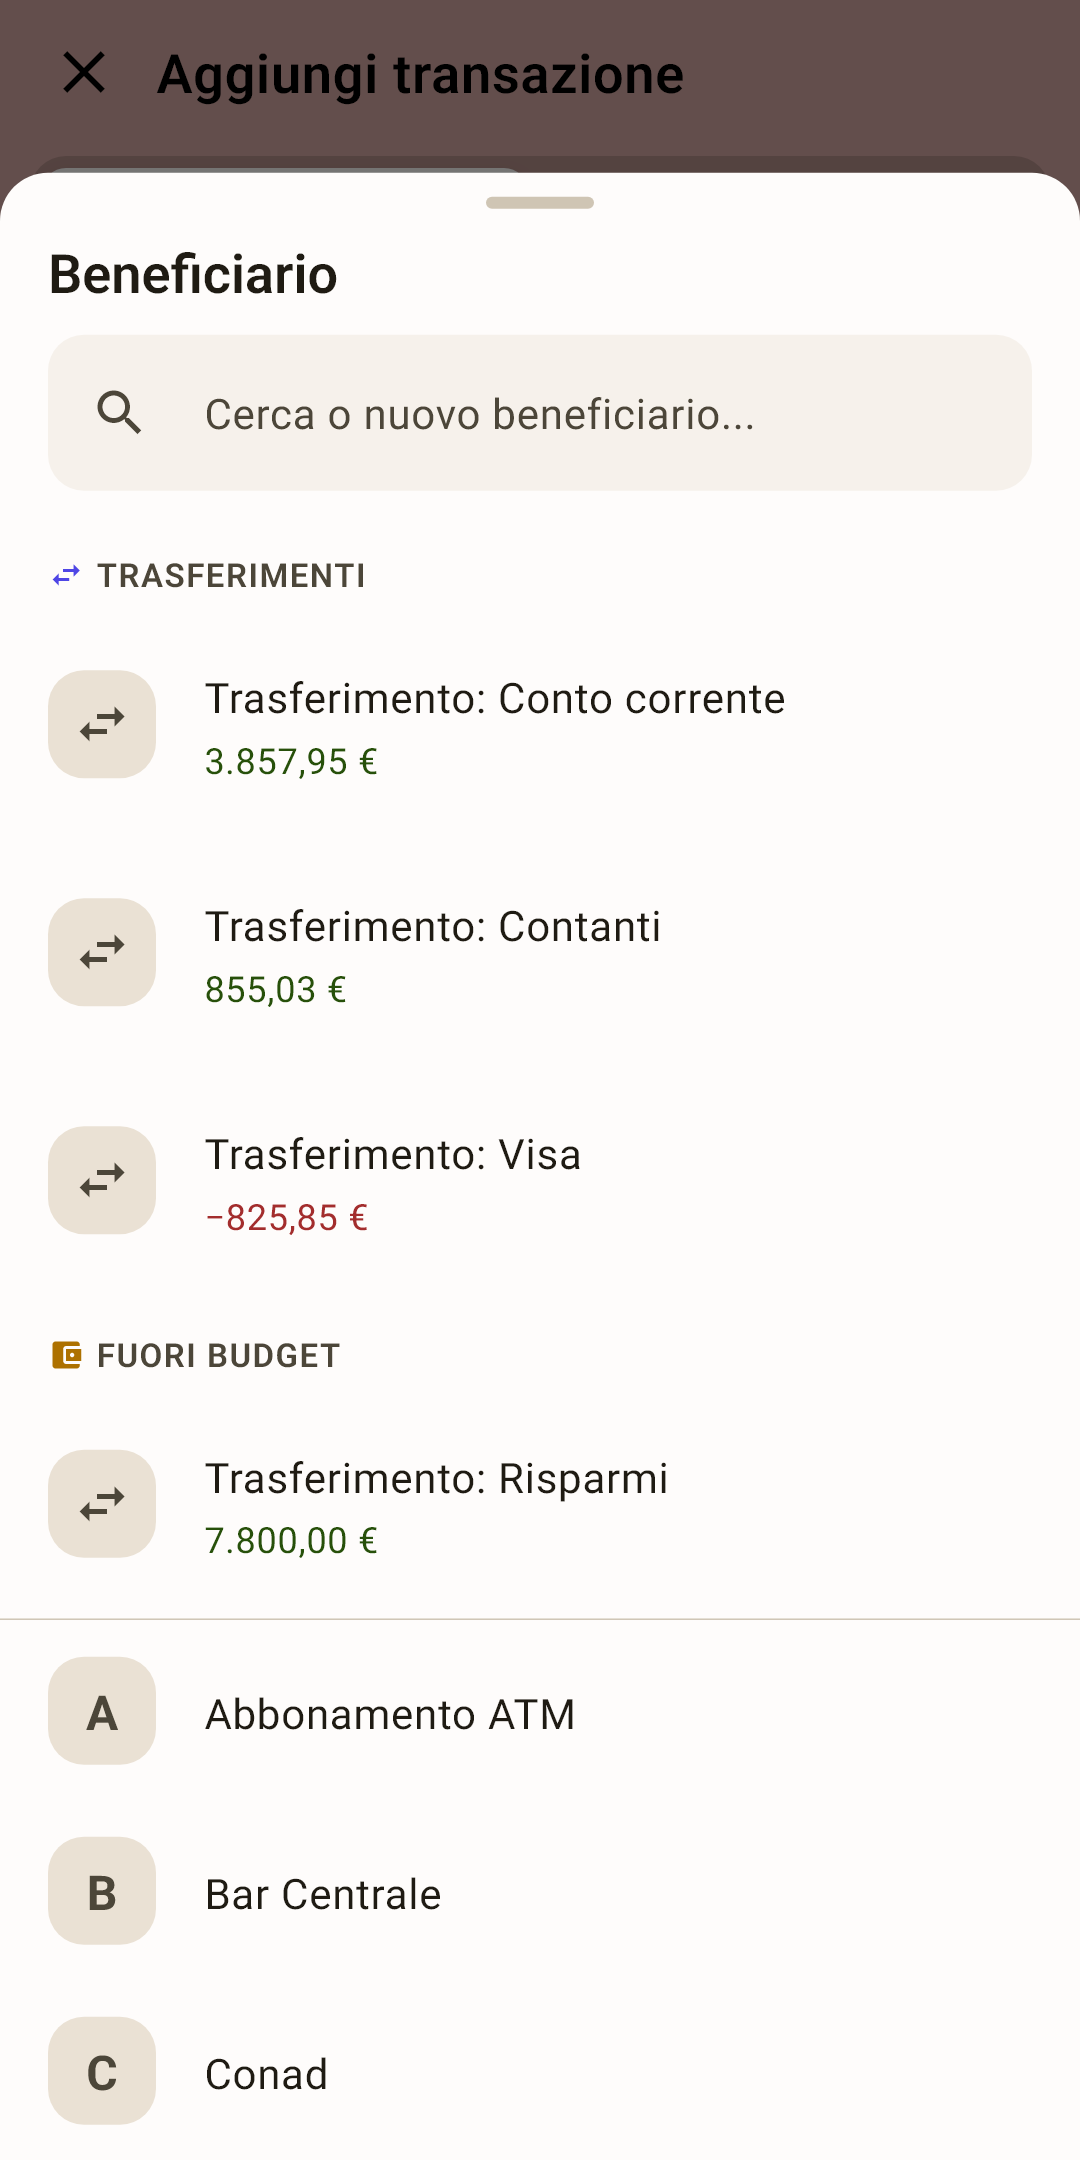 Aggiungi transazione
Beneficiario
Cerca o nuovo beneficiario...
TRASFERIMENTI
Trasferimento: Conto corrente
3.857,95 €
Trasferimento: Contanti
855,03 €
Trasferimento: Visa
−825,85 €
FUORI BUDGET
Trasferimento: Risparmi
7.800,00 €
A
Abbonamento ATM
B
Bar Centrale
C
Conad